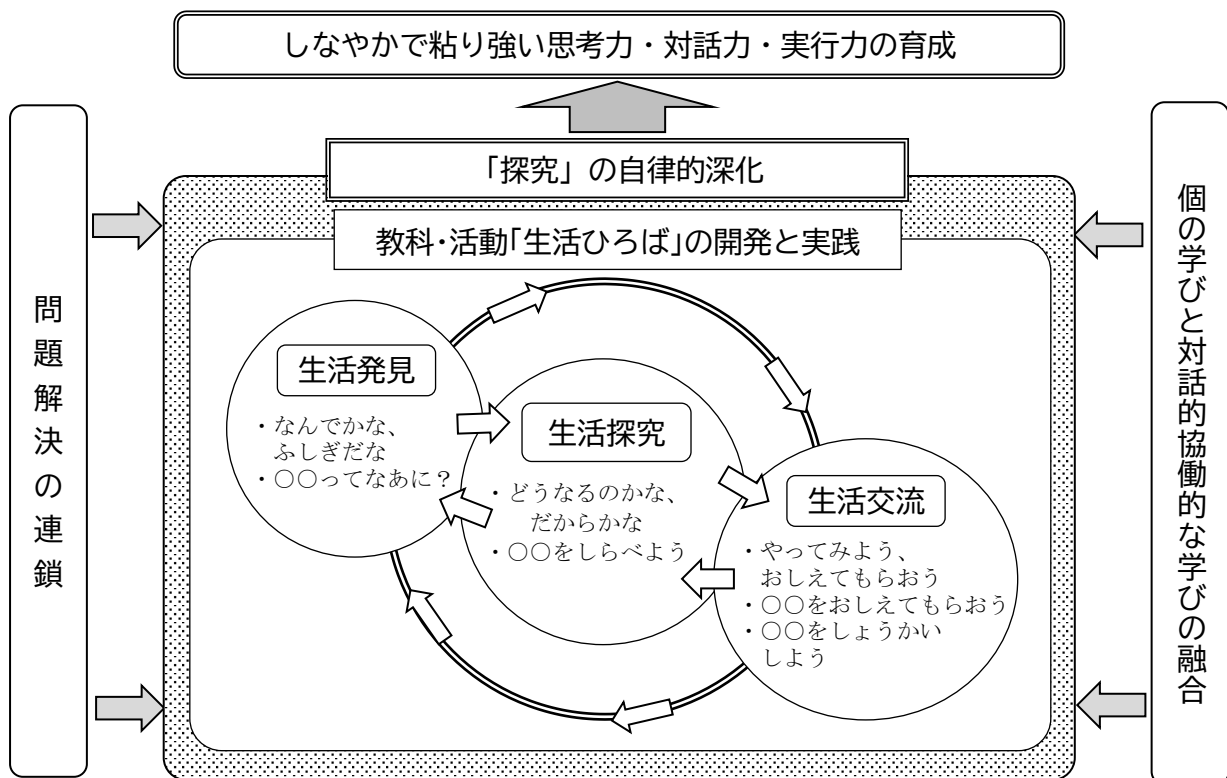 しなやかで粘り強い思考力・対話力・実行力の育成
「探究」の自律的深化
教科・活動「生活ひろば」の開発と実践
問題解決の連鎖
生活発見
・なんでかな、
ふしぎだな
・○○ってなあに？
生活探究
・どうなるのかな、
だからかな
・○○をしらべよう
生活交流
・やってみよう、
おしえてもらおう
・○○をおしえてもらおう
・○○をしょうかい
しよう
個の学びと対話的協働的な学びの融合